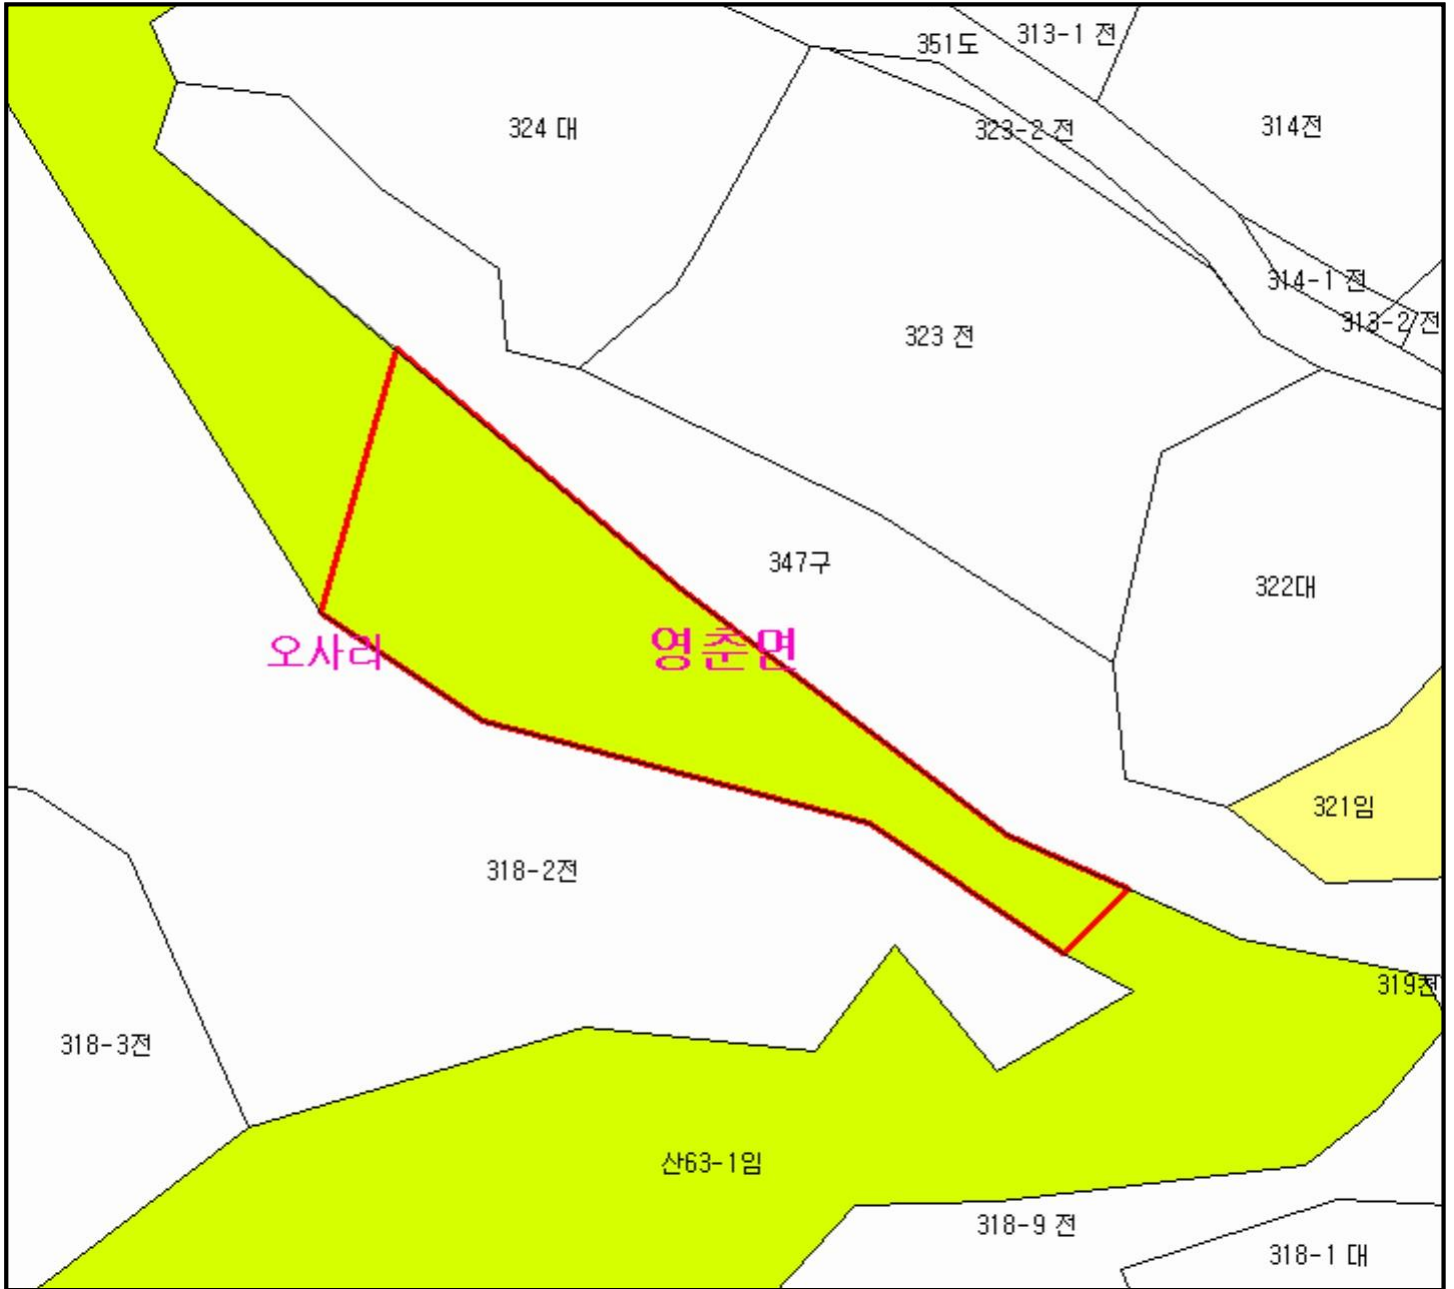 313-1 전
351도
324 대
323-2 전
314전
314-1 전
313-2 전
323 전
347구
322대
오사리
영춘면
321임
318-2전
319전
318-3전
산63-1임
318-9 전
318-1 대